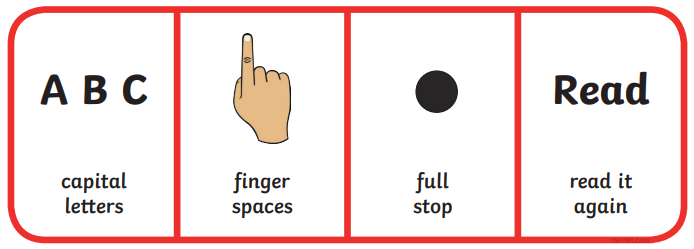 A B C
Read
capital
letters
finger
spaces
full
stop
read it
again